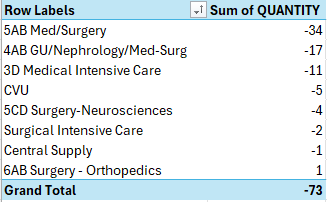 Row Labels Sum of QUANTITY
5AB Med/Surgery -34
4AB GU/Nephrology/Med-Surg -17
3D Medical Intensive Care -11
CVU -5
5CD Surgery-Neurosciences -4
Surgical Intensive Care -2
Central Supply -1
6AB Surgery - Orthopedics 1
Grand Total -73